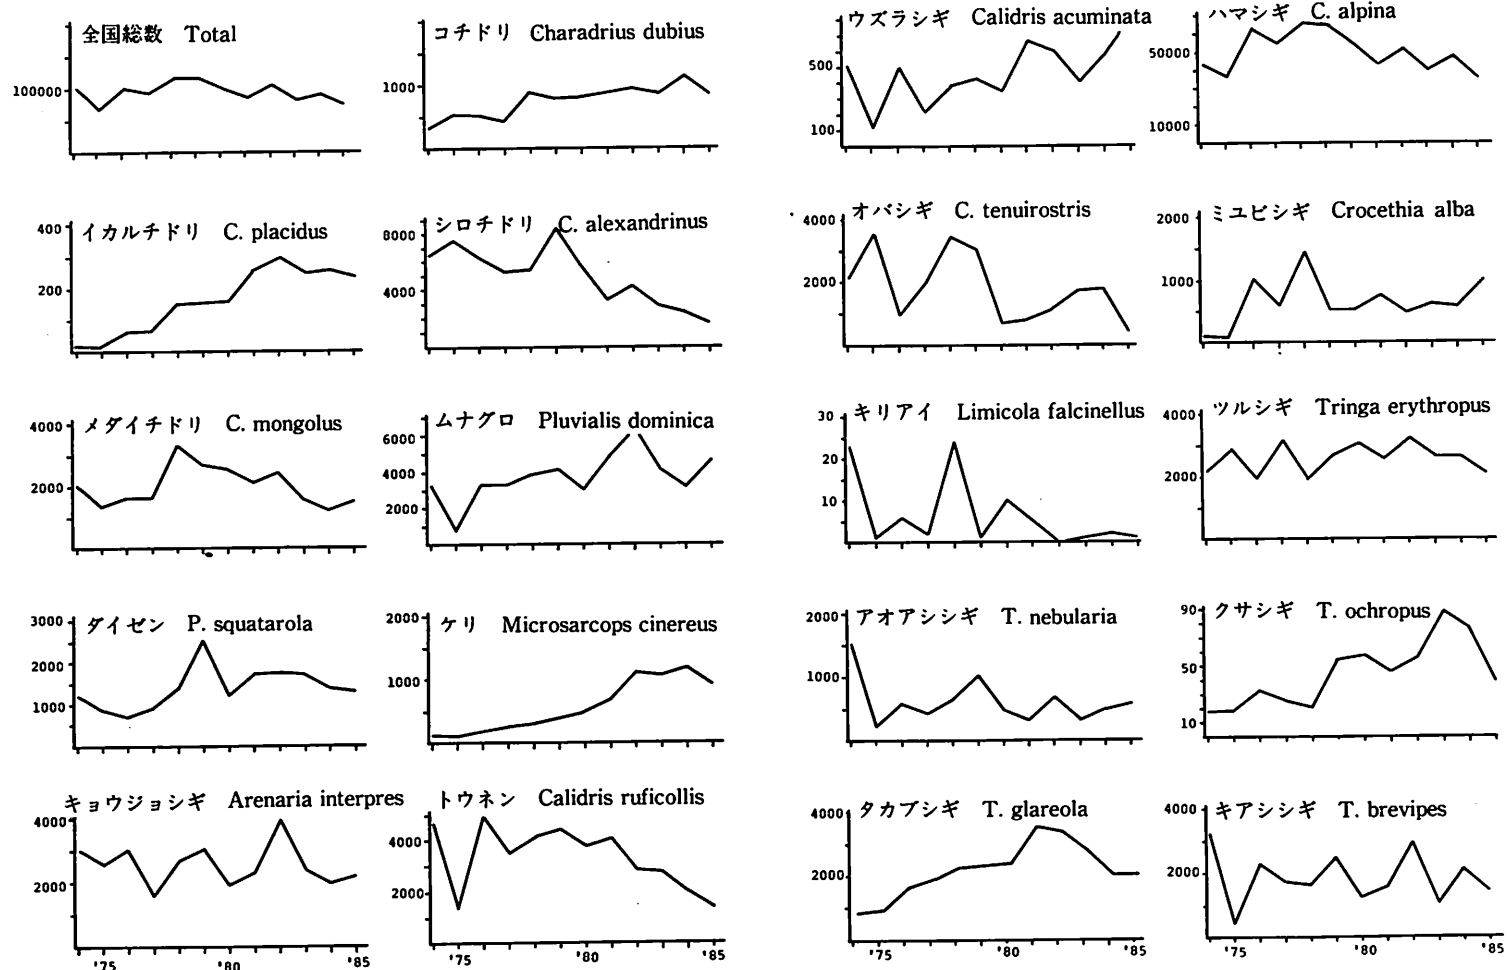 全国総数 Total
100000
コチドリ Charadrius dubius
1000
ウズラシギ Calidris acuminata
500
100
ハマシギ C. alpina
50000
10000
イカルチドリ C. placidus
400
200
シロチドリ C. alexandrinus
8000
4000
オバシギ C. tenuirostris
4000
2000
ミユビシギ Crocethia alba
2000
1000
メダイチドリ C. mongolus
4000
2000
ムナグロ Pluvialis dominica
6000
4000
2000
キリアイ Limicola falcinellus
30
20
10
ツルシギ Tringa erythropus
4000
2000
ダイゼン P. squatarola
3000
2000
1000
ケリ Microsarcops cinereus
2000
1000
アオアシシギ T. nebularia
2000
1000
クサシギ T. ochropus
90
50
10
キョウジョシギ Arenaria interpres
4000
2000
'75 '80 '85
トウネン Calidris ruficollis
4000
2000
'75 '80 '85
タカブシギ T. glareola
4000
2000
'75 '80 '85
キアシシギ T. brevipes
4000
2000
'75 '80 '85